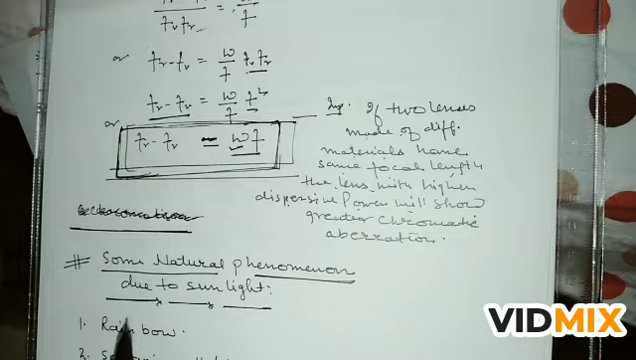 fᵥ fᵣ = ω/f
or fᵣ - fᵥ = ω/f fᵥ fᵣ
fᵣ - fᵥ = ω/f f²
or
fᵣ - fᵥ = ωf
Imp. If two lenses
made of diff.
materials have
same focal length
the lens with higher
dispersive Power will show
greater chromatic
aberration.
# Some Natural phenomenon
due to sunlight:
1. Rainbow.
2.
VIDMIX